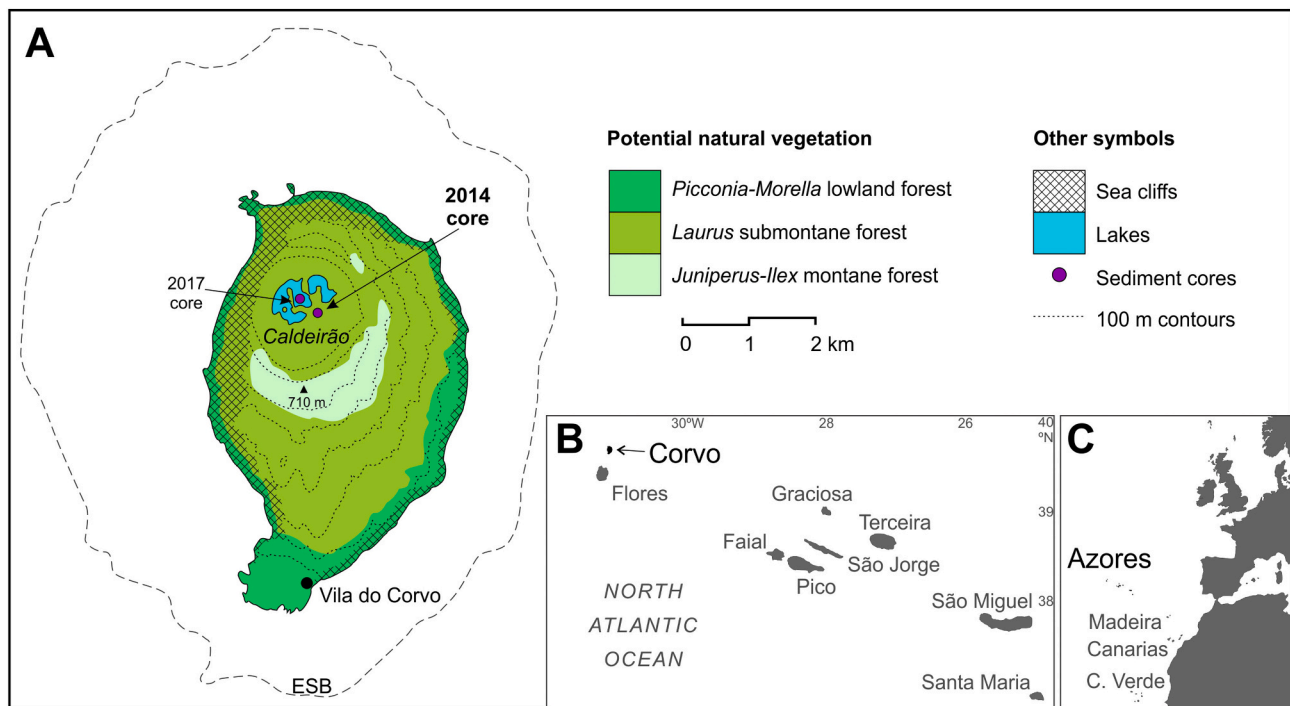 A
2014
core
2017
core
Caldeirão
710 m
Vila do Corvo
ESB
Potential natural vegetation
Picconia-Morella lowland forest
Laurus submontane forest
Juniperus-Ilex montane forest
0 1 2 km
Other symbols
Sea cliffs
Lakes
Sediment cores
100 m contours
B
30ºW 28 26 40
ºN
Corvo
Flores
Graciosa
39
Terceira
Faial
São Jorge
Pico
NORTH
ATLANTIC
OCEAN
38
São Miguel
Santa Maria
C
Azores
Madeira
Canarias
C. Verde